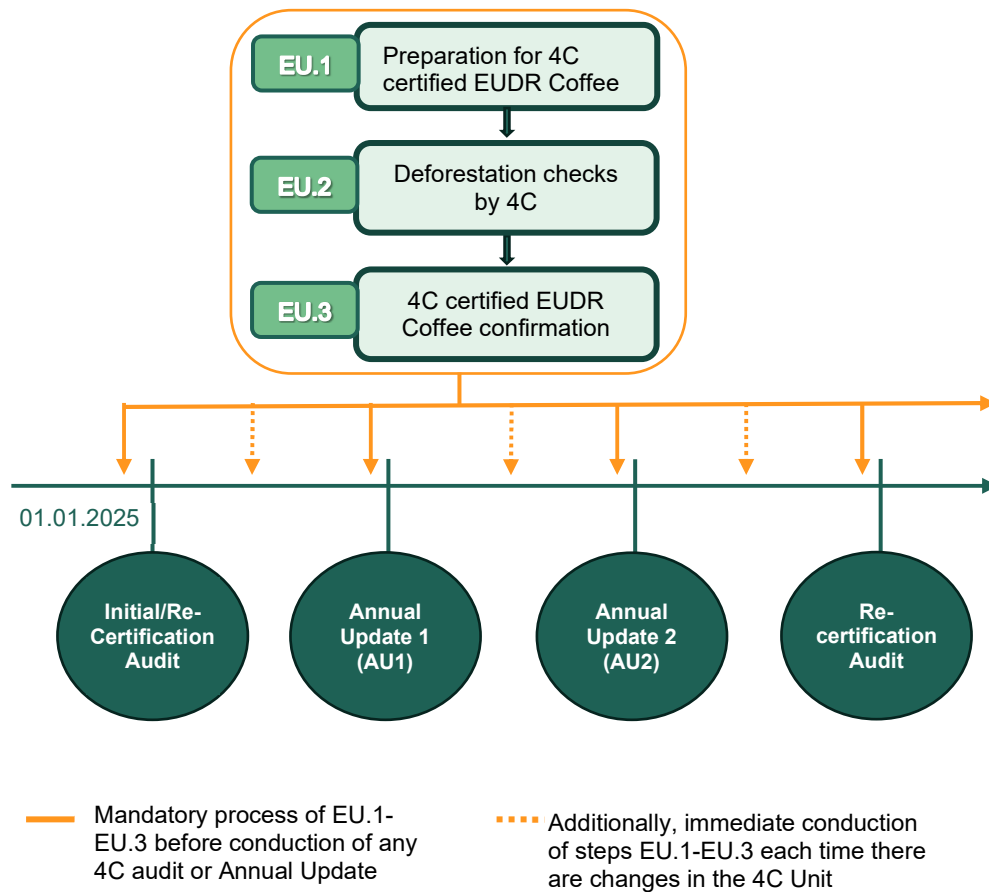 EU.1
Preparation for 4C
certified EUDR Coffee
EU.2
Deforestation checks
by 4C
EU.3
4C certified EUDR
Coffee confirmation
01.01.2025
Initial/Re-
Certification
Audit
Annual
Update 1
(AU1)
Annual
Update 2
(AU2)
Re-
certification
Audit
Mandatory process of EU.1-
EU.3 before conduction of any
4C audit or Annual Update
Additionally, immediate conduction
of steps EU.1-EU.3 each time there
are changes in the 4C Unit